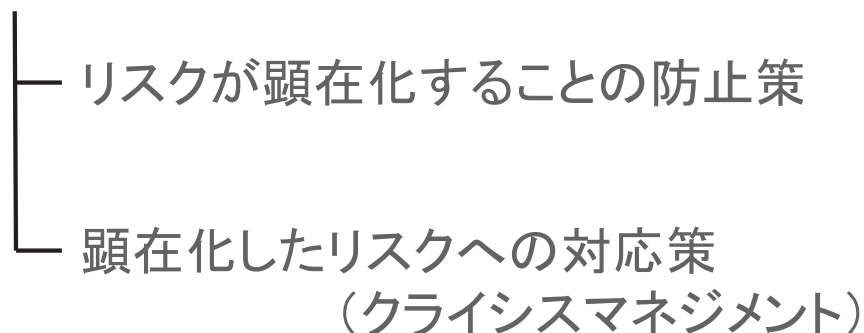 リスクが顕在化することの防止策
顕在化したリスクへの対応策
(クライシスマネジメント)